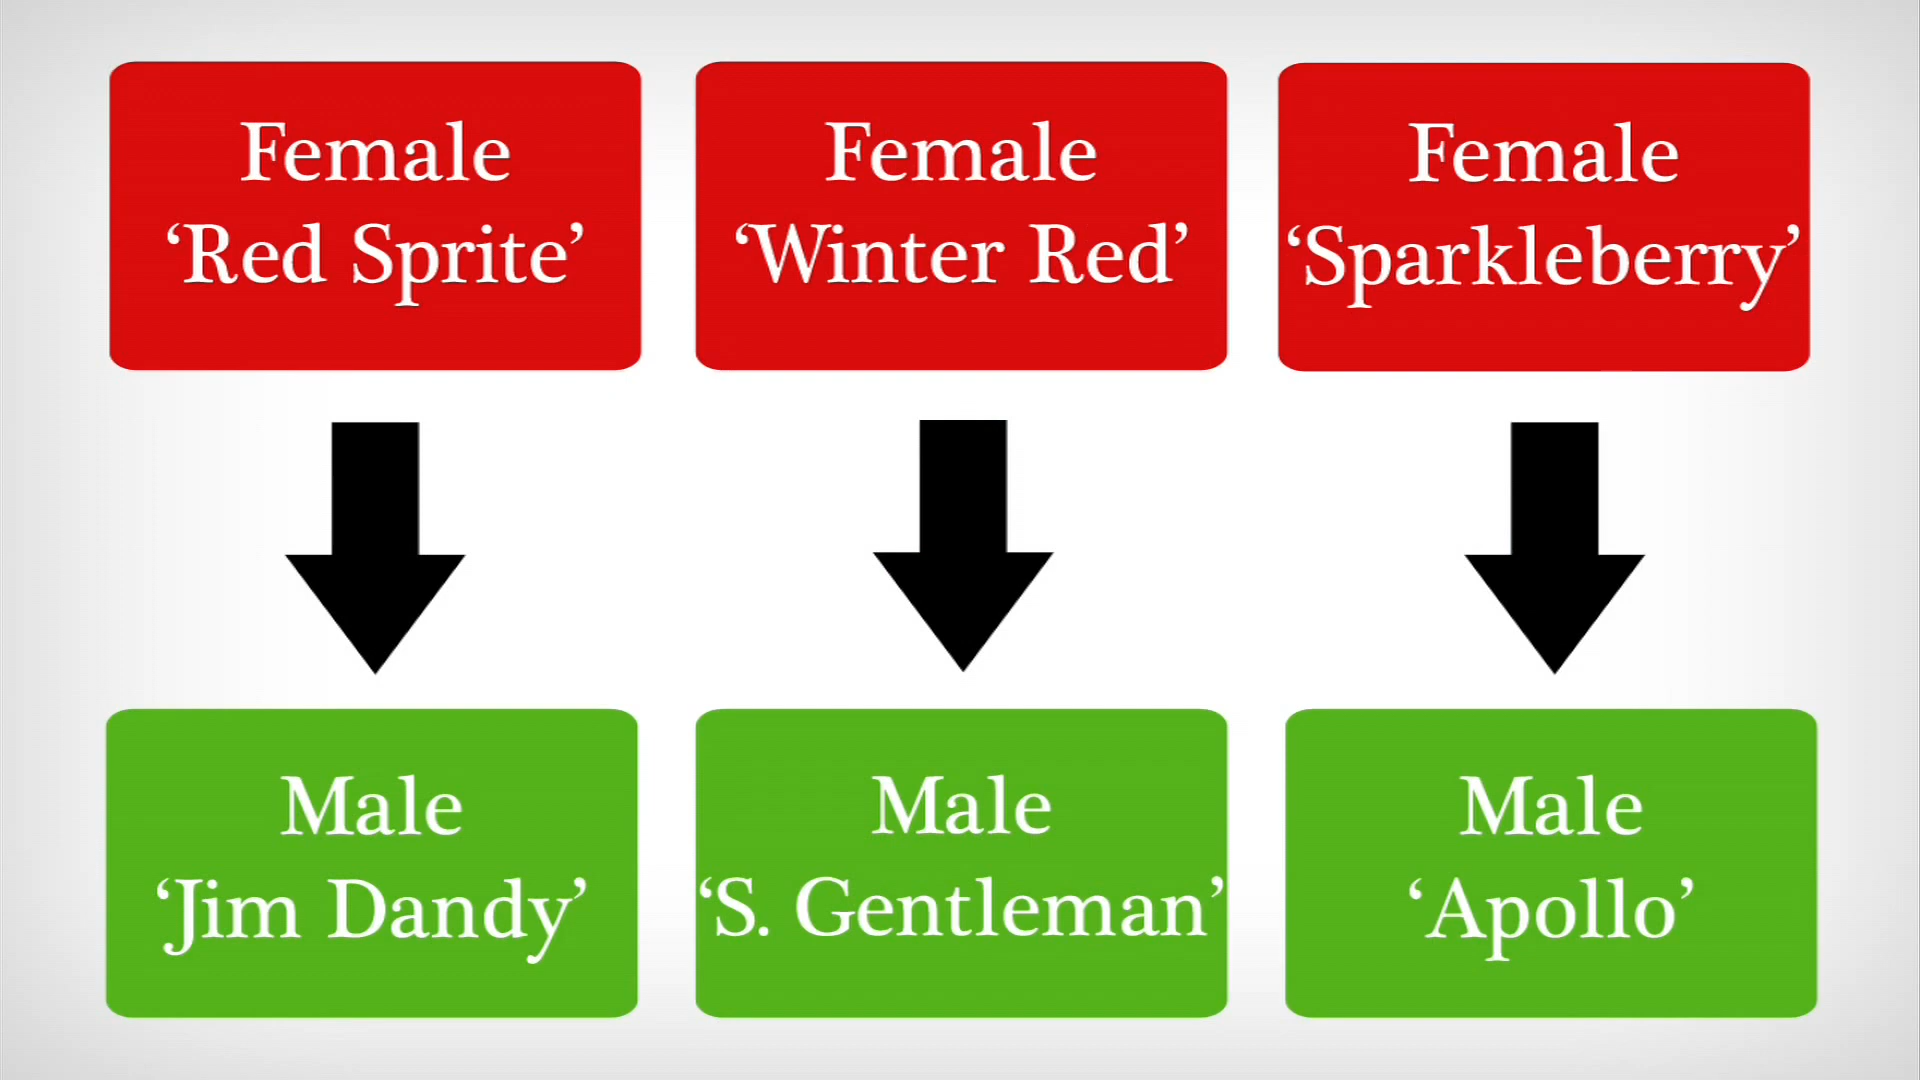 Female
‘Red Sprite’
Female
‘Winter Red’
Female
‘Sparkleberry’
Male
‘Jim Dandy’
Male
‘S. Gentleman’
Male
‘Apollo’